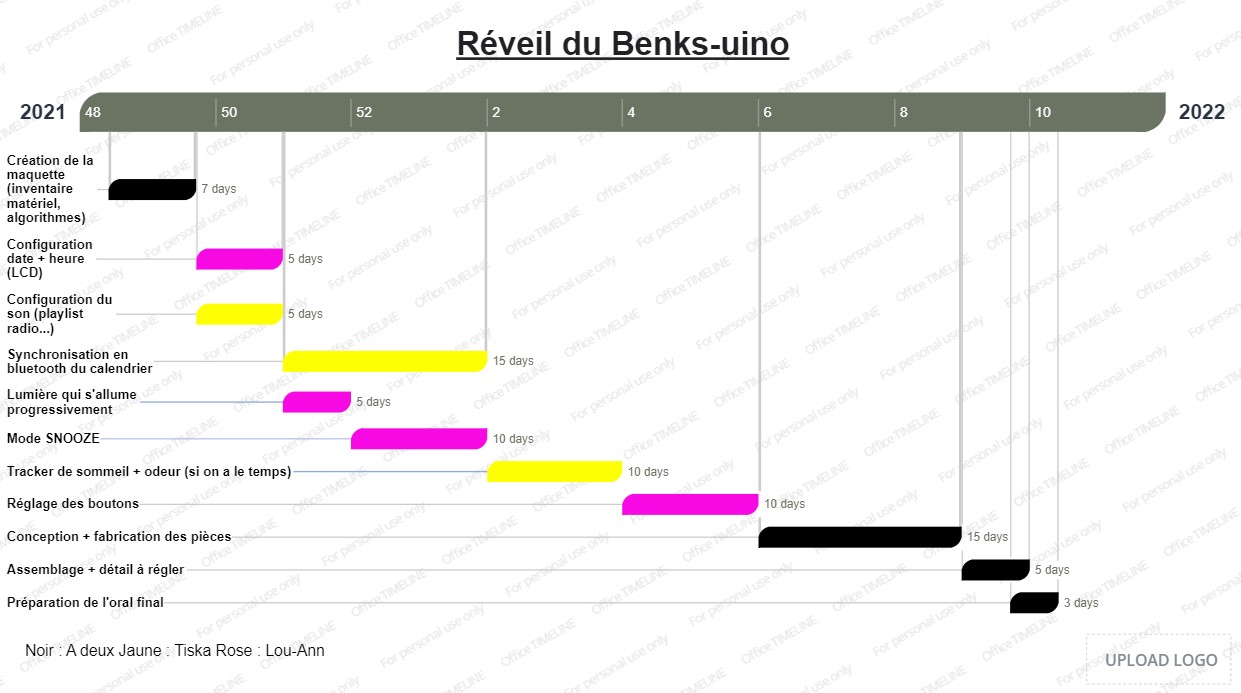 Réveil du Benks-uino
2021
48
50
52
2
4
6
8
10
2022
Création de la
maquette
(inventaire
matériel,
algorithmes)
7 days
Configuration
date + heure
(LCD)
5 days
Configuration du
son (playlist
radio...)
5 days
Synchronisation en
bluetooth du calendrier
15 days
Lumière qui s'allume
progressivement
5 days
Mode SNOOZE
10 days
Tracker de sommeil + odeur (si on a le temps)
10 days
Réglage des boutons
10 days
Conception + fabrication des pièces
15 days
Assemblage + détail à régler
5 days
Préparation de l'oral final
3 days
Noir : A deux Jaune : Tiska Rose : Lou-Ann
UPLOAD LOGO
For personal use only
Office TIMELINE